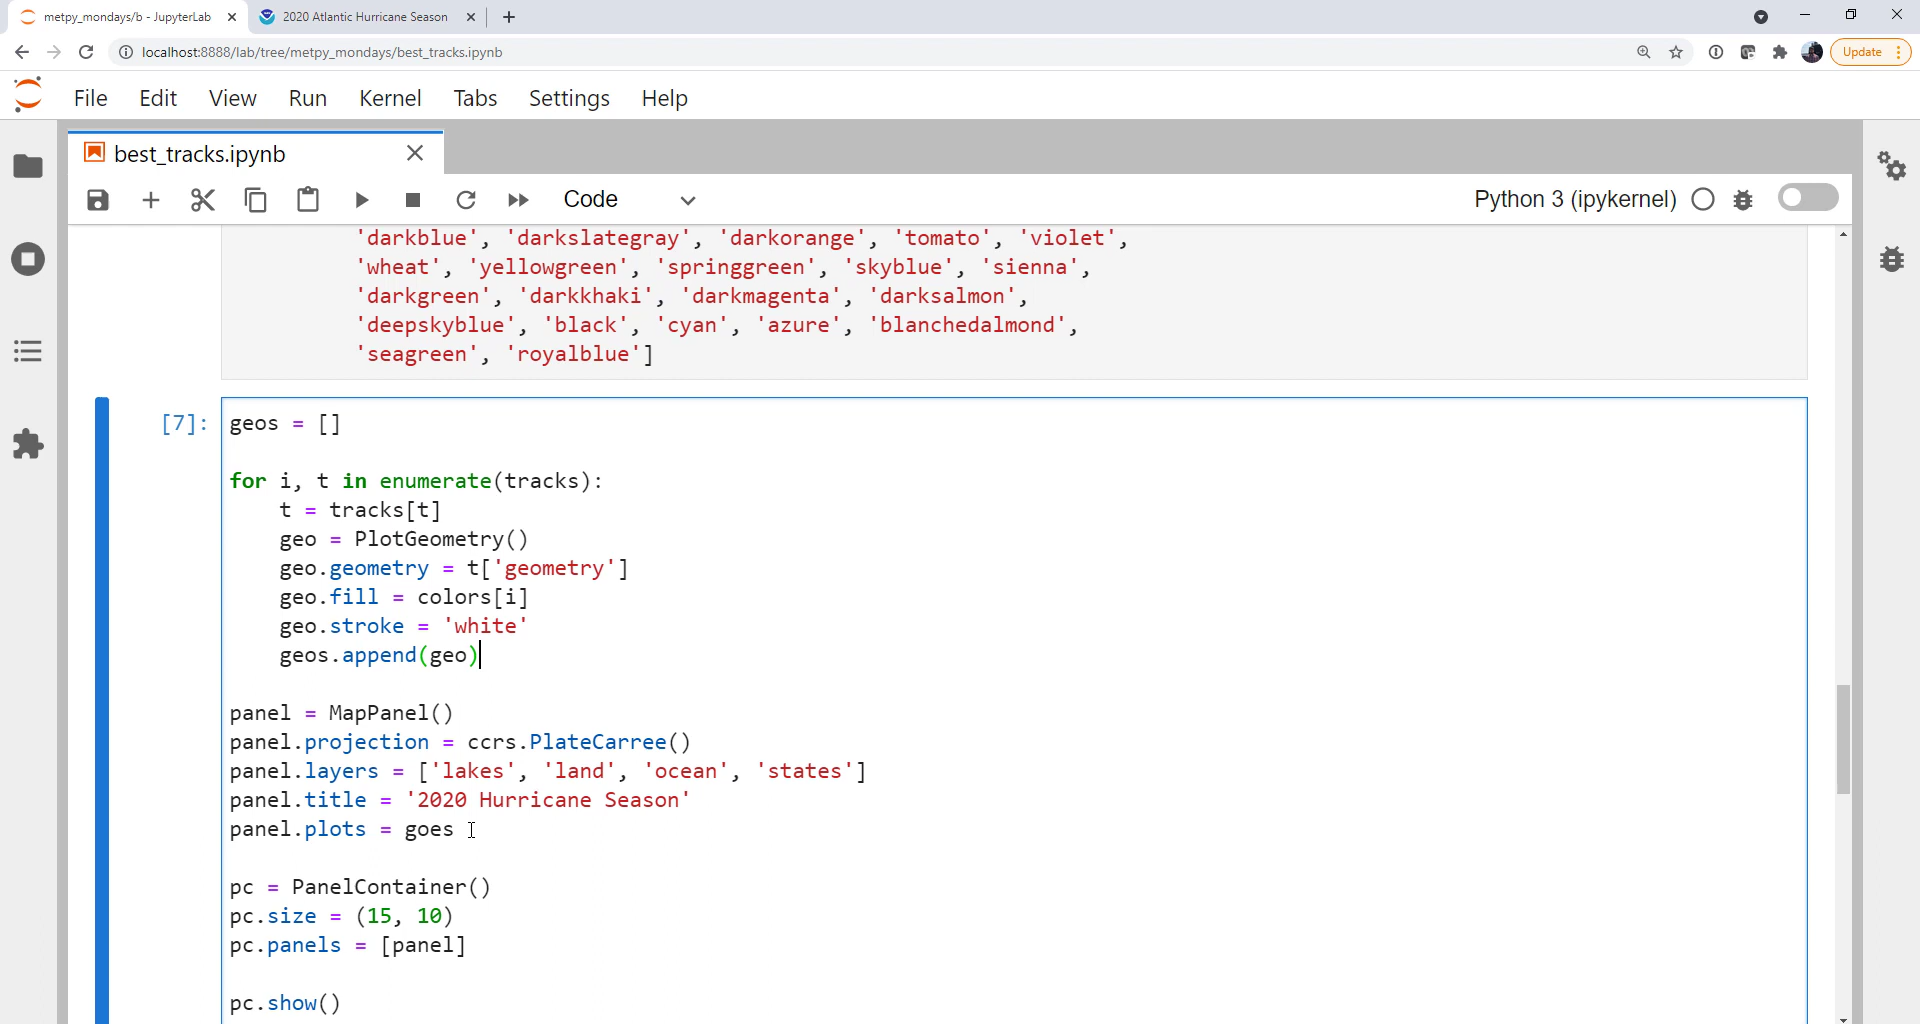 metpy_mondays/b - JupyterLab
2020 Atlantic Hurricane Season
localhost:8888/lab/tree/metpy_mondays/best_tracks.ipynb
Update
File Edit View Run Kernel Tabs Settings Help
best_tracks.ipynb
Code
Python 3 (ipykernel)
'darkblue', 'darkslategray', 'darkorange', 'tomato', 'violet',
'wheat', 'yellowgreen', 'springgreen', 'skyblue', 'sienna',
'darkgreen', 'darkkhaki', 'darkmagenta', 'darksalmon',
'deepskyblue', 'black', 'cyan', 'azure', 'blanchedalmond',
'seagreen', 'royalblue']
[7]: geos = []
for i, t in enumerate(tracks):
    t = tracks[t]
    geo = PlotGeometry()
    geo.geometry = t['geometry']
    geo.fill = colors[i]
    geo.stroke = 'white'
    geos.append(geo)
panel = MapPanel()
panel.projection = ccrs.PlateCarree()
panel.layers = ['lakes', 'land', 'ocean', 'states']
panel.title = '2020 Hurricane Season'
panel.plots = goes
pc = PanelContainer()
pc.size = (15, 10)
pc.panels = [panel]
pc.show()